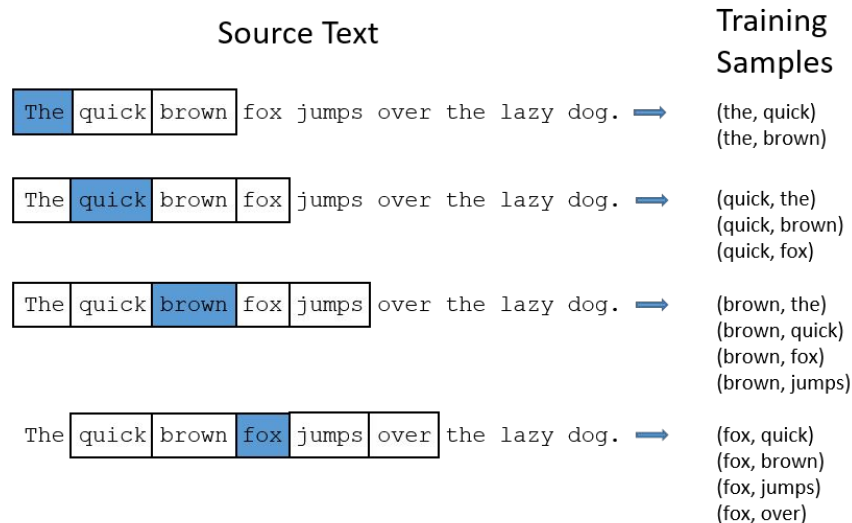 Source Text
Training
Samples
The quick brown fox jumps over the lazy dog.
(the, quick)
(the, brown)
The quick brown fox jumps over the lazy dog.
(quick, the)
(quick, brown)
(quick, fox)
The quick brown fox jumps over the lazy dog.
(brown, the)
(brown, quick)
(brown, fox)
(brown, jumps)
The quick brown fox jumps over the lazy dog.
(fox, quick)
(fox, brown)
(fox, jumps)
(fox, over)